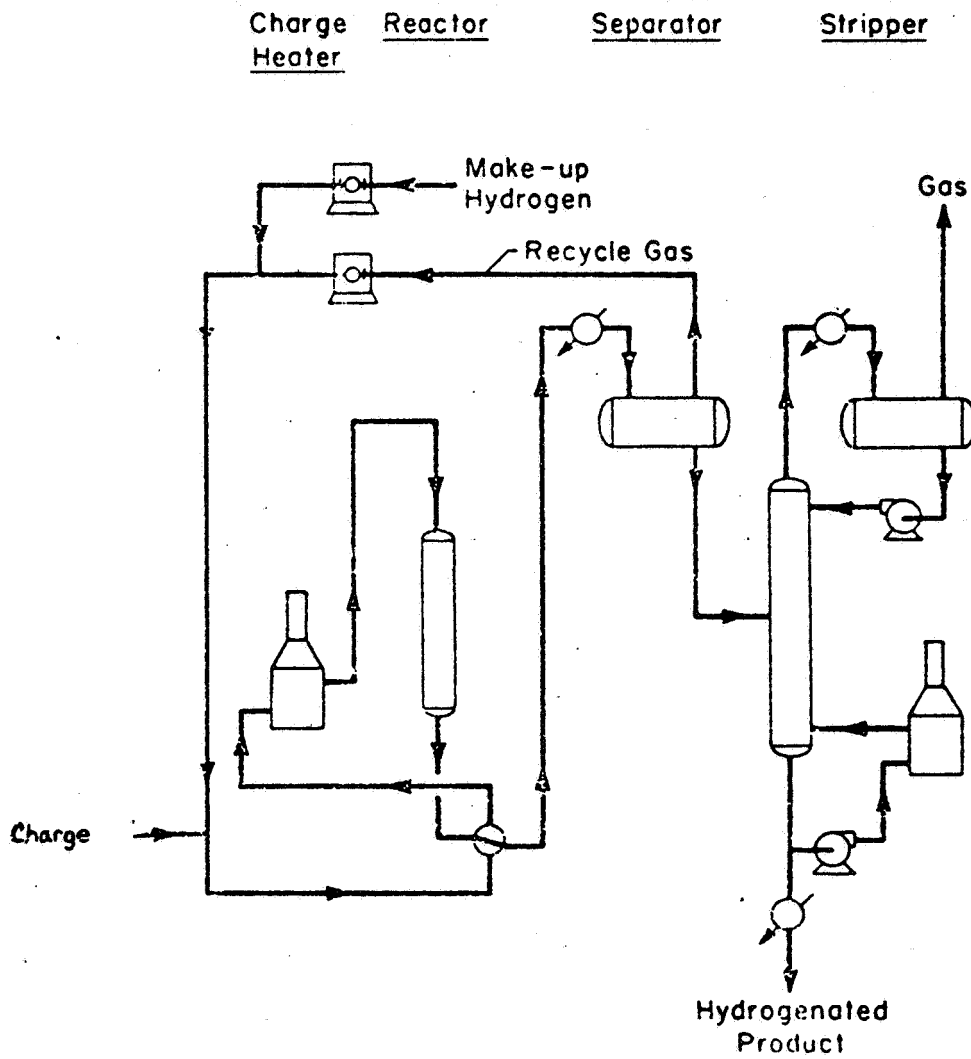 Charge
Heater
Reactor
Separator
Stripper
Make-up
Hydrogen
Gas
Recycle Gas
Charge
Hydrogenated
Product